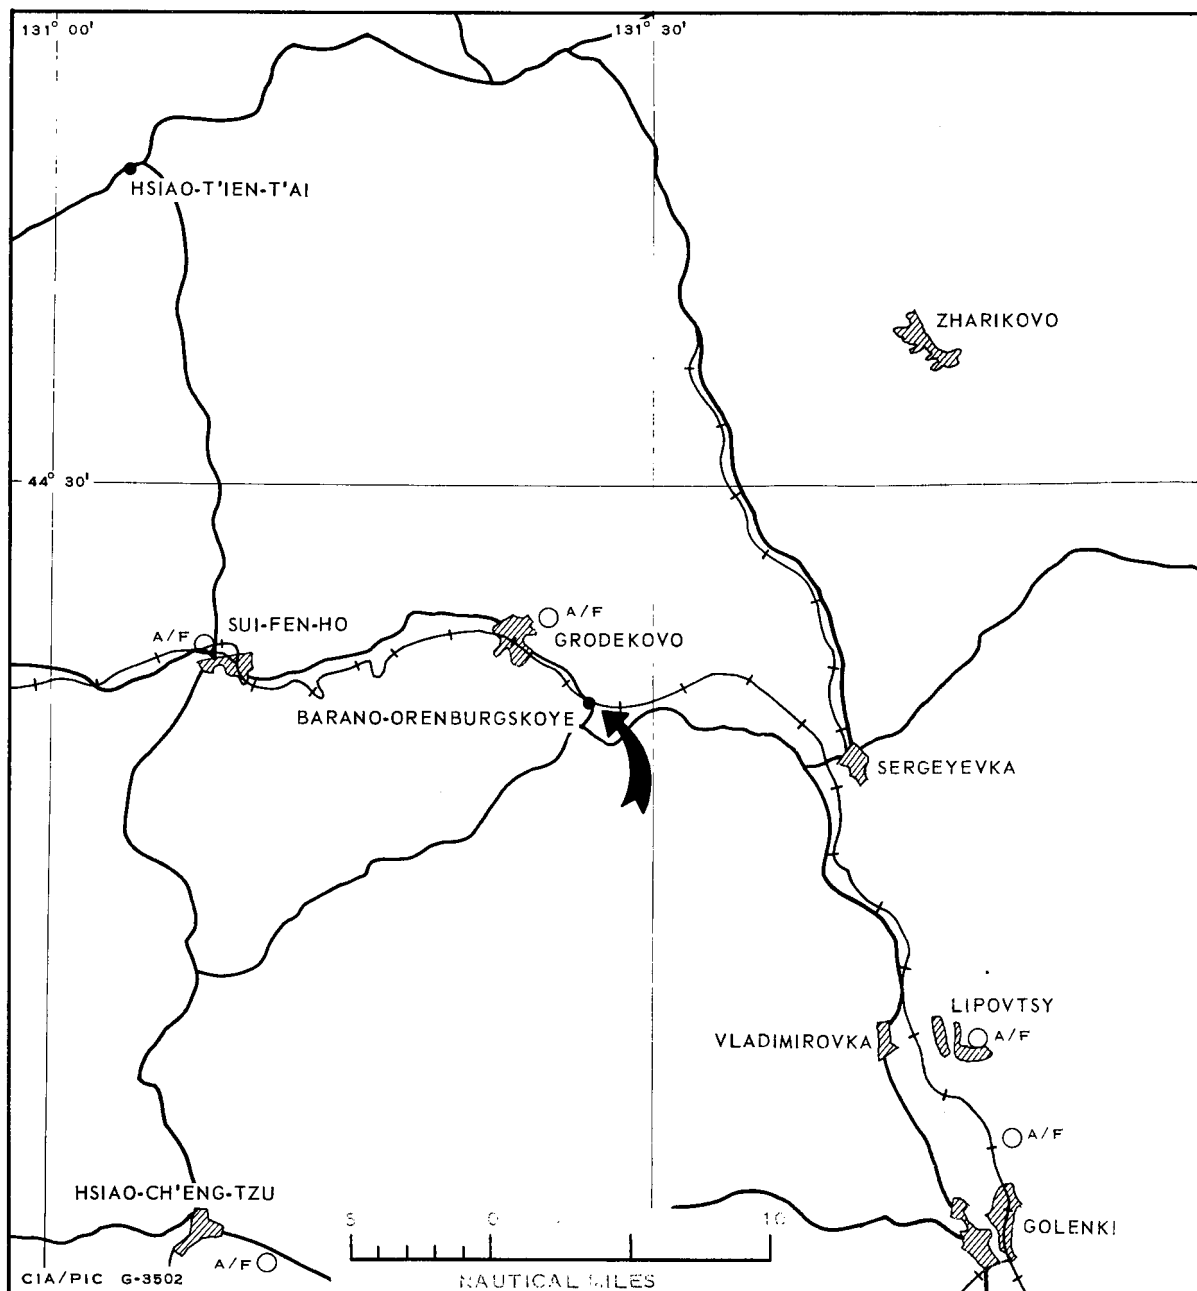 131° 00'
131° 30'
HSIAO-T'IEN-T'AI
ZHARIKOVO
44° 30'
A/F
SUI-FEN-HO
A/F
GRODEKOVO
BARANO-ORENBURGSKOYE
SERGEYEVKA
LIPOVTSY
VLADIMIROVKA
A/F
A/F
HSIAO-CH'ENG-TZU
A/F
5 0 10
GOLENKI
NAUTICAL MILES
CIA/PIC G-3502